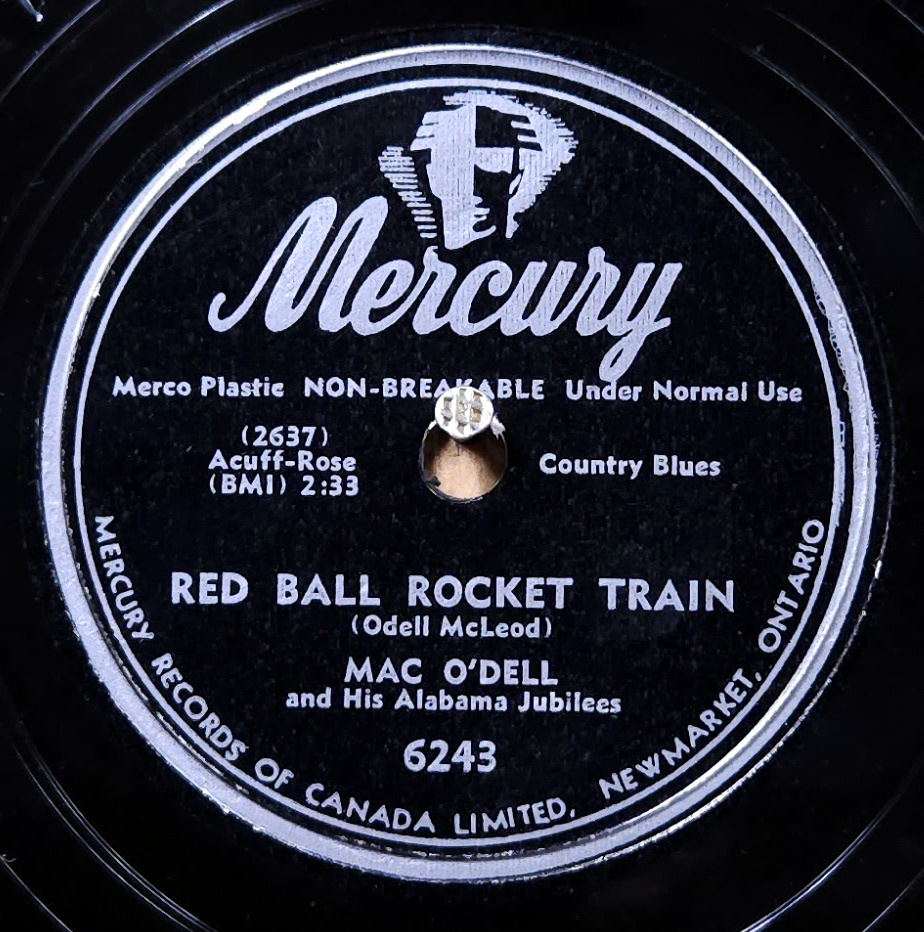 Mercury
Merco Plastic NON-BREAKABLE Under Normal Use
(2637)
Acuff-Rose
(BMI) 2:33
Country Blues
RED BALL ROCKET TRAIN
(Odell McLeod)
MAC O'DELL
and His Alabama Jubilees
6243
MERCURY RECORDS OF CANADA LIMITED, NEWMARKET, ONTARIO